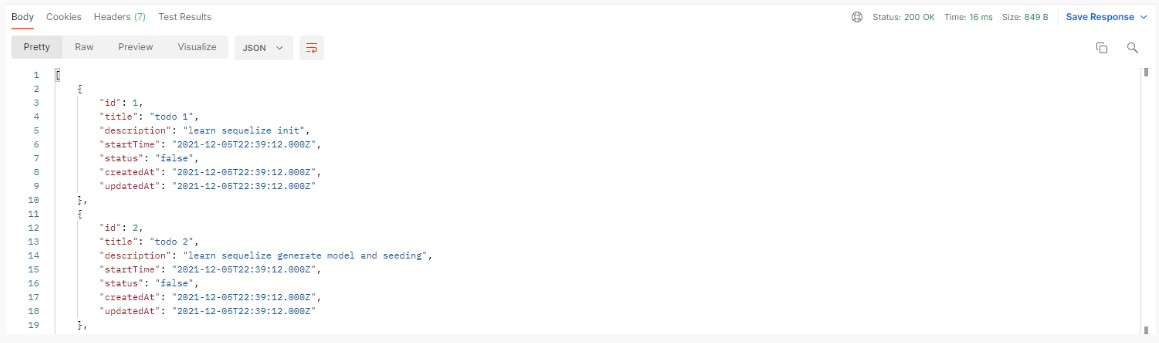 Body Cookies Headers (7) Test Results Status: 200 OK Time: 16 ms Size: 849 B Save Response
Pretty Raw Preview Visualize JSON
1 [
2 {
3 "id": 1,
4 "title": "todo 1",
5 "description": "learn sequelize init",
6 "startTime": "2021-12-05T22:39:12.000Z",
7 "status": "false",
8 "createdAt": "2021-12-05T22:39:12.000Z",
9 "updatedAt": "2021-12-05T22:39:12.000Z"
10 },
11 {
12 "id": 2,
13 "title": "todo 2",
14 "description": "learn sequelize generate model and seeding",
15 "startTime": "2021-12-05T22:39:12.000Z",
16 "status": "false",
17 "createdAt": "2021-12-05T22:39:12.000Z",
18 "updatedAt": "2021-12-05T22:39:12.000Z"
19 },